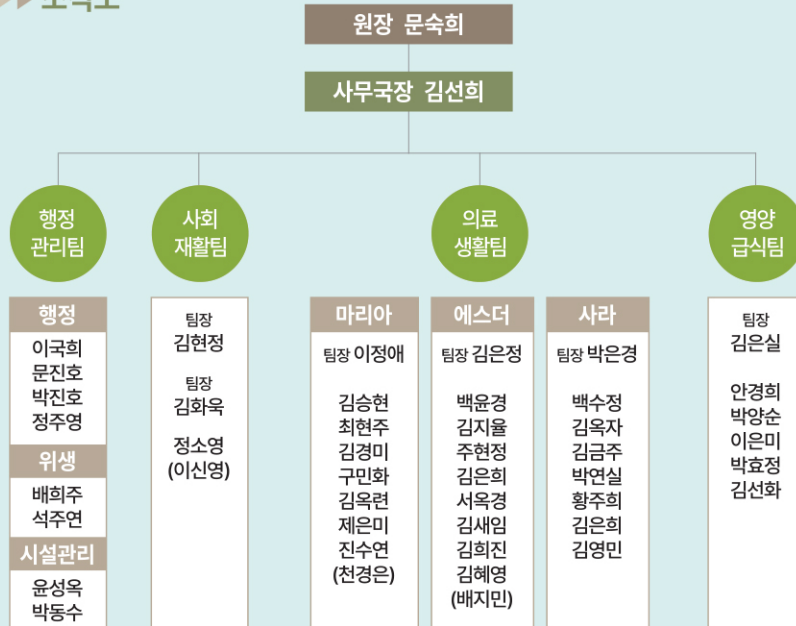 조직도
원장 문숙희
사무국장 김선희
행정
관리팀
사회
재활팀
의료
생활팀
영양
급식팀
행정
이국희
문진호
박진호
정주영
위생
배희주
석주연
시설관리
윤성옥
박동수
팀장
김현정
팀장
김화욱
정소영
(이신영)
마리아
팀장 이정애
김승현
최현주
김경미
구민화
김옥련
제은미
진수연
(천경은)
에스더
팀장 김은정
백윤경
김지율
주현정
김은희
서옥경
김새임
김희진
김혜영
(배지민)
사라
팀장 박은경
백수정
김옥자
김금주
박연실
황주희
김은희
김영민
팀장
김은실
안경희
박양순
이은미
박효정
김선화